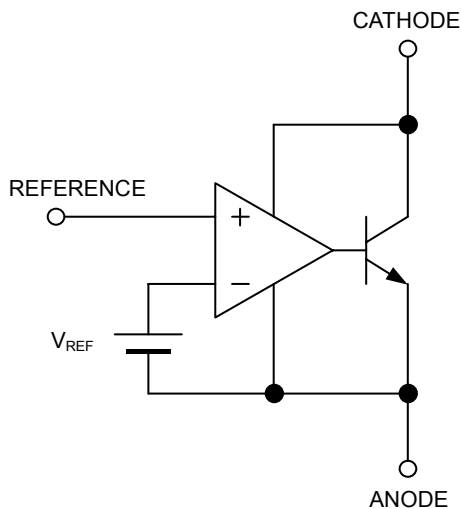 CATHODE
REFERENCE
+
−
VREF
ANODE